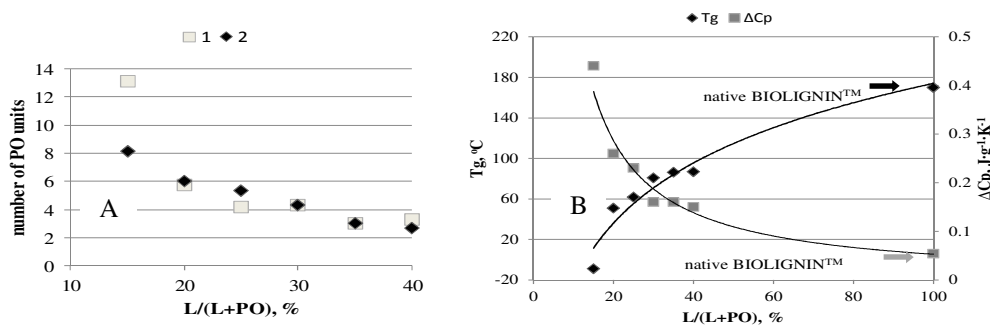 1 2
14
12
10
8
6
4
2
0
number of PO units
A
10 20 30 40
L/(L+PO), %
Tg ΔCp
220
180
140
100
60
20
-20
Tg, ºC
0.5
0.4
0.3
0.2
0.1
0
ΔCp, J·g⁻¹·K⁻¹
native BIOLIGNIN™
B
native BIOLIGNIN™
0 20 40 60 80 100
L/(L+PO), %